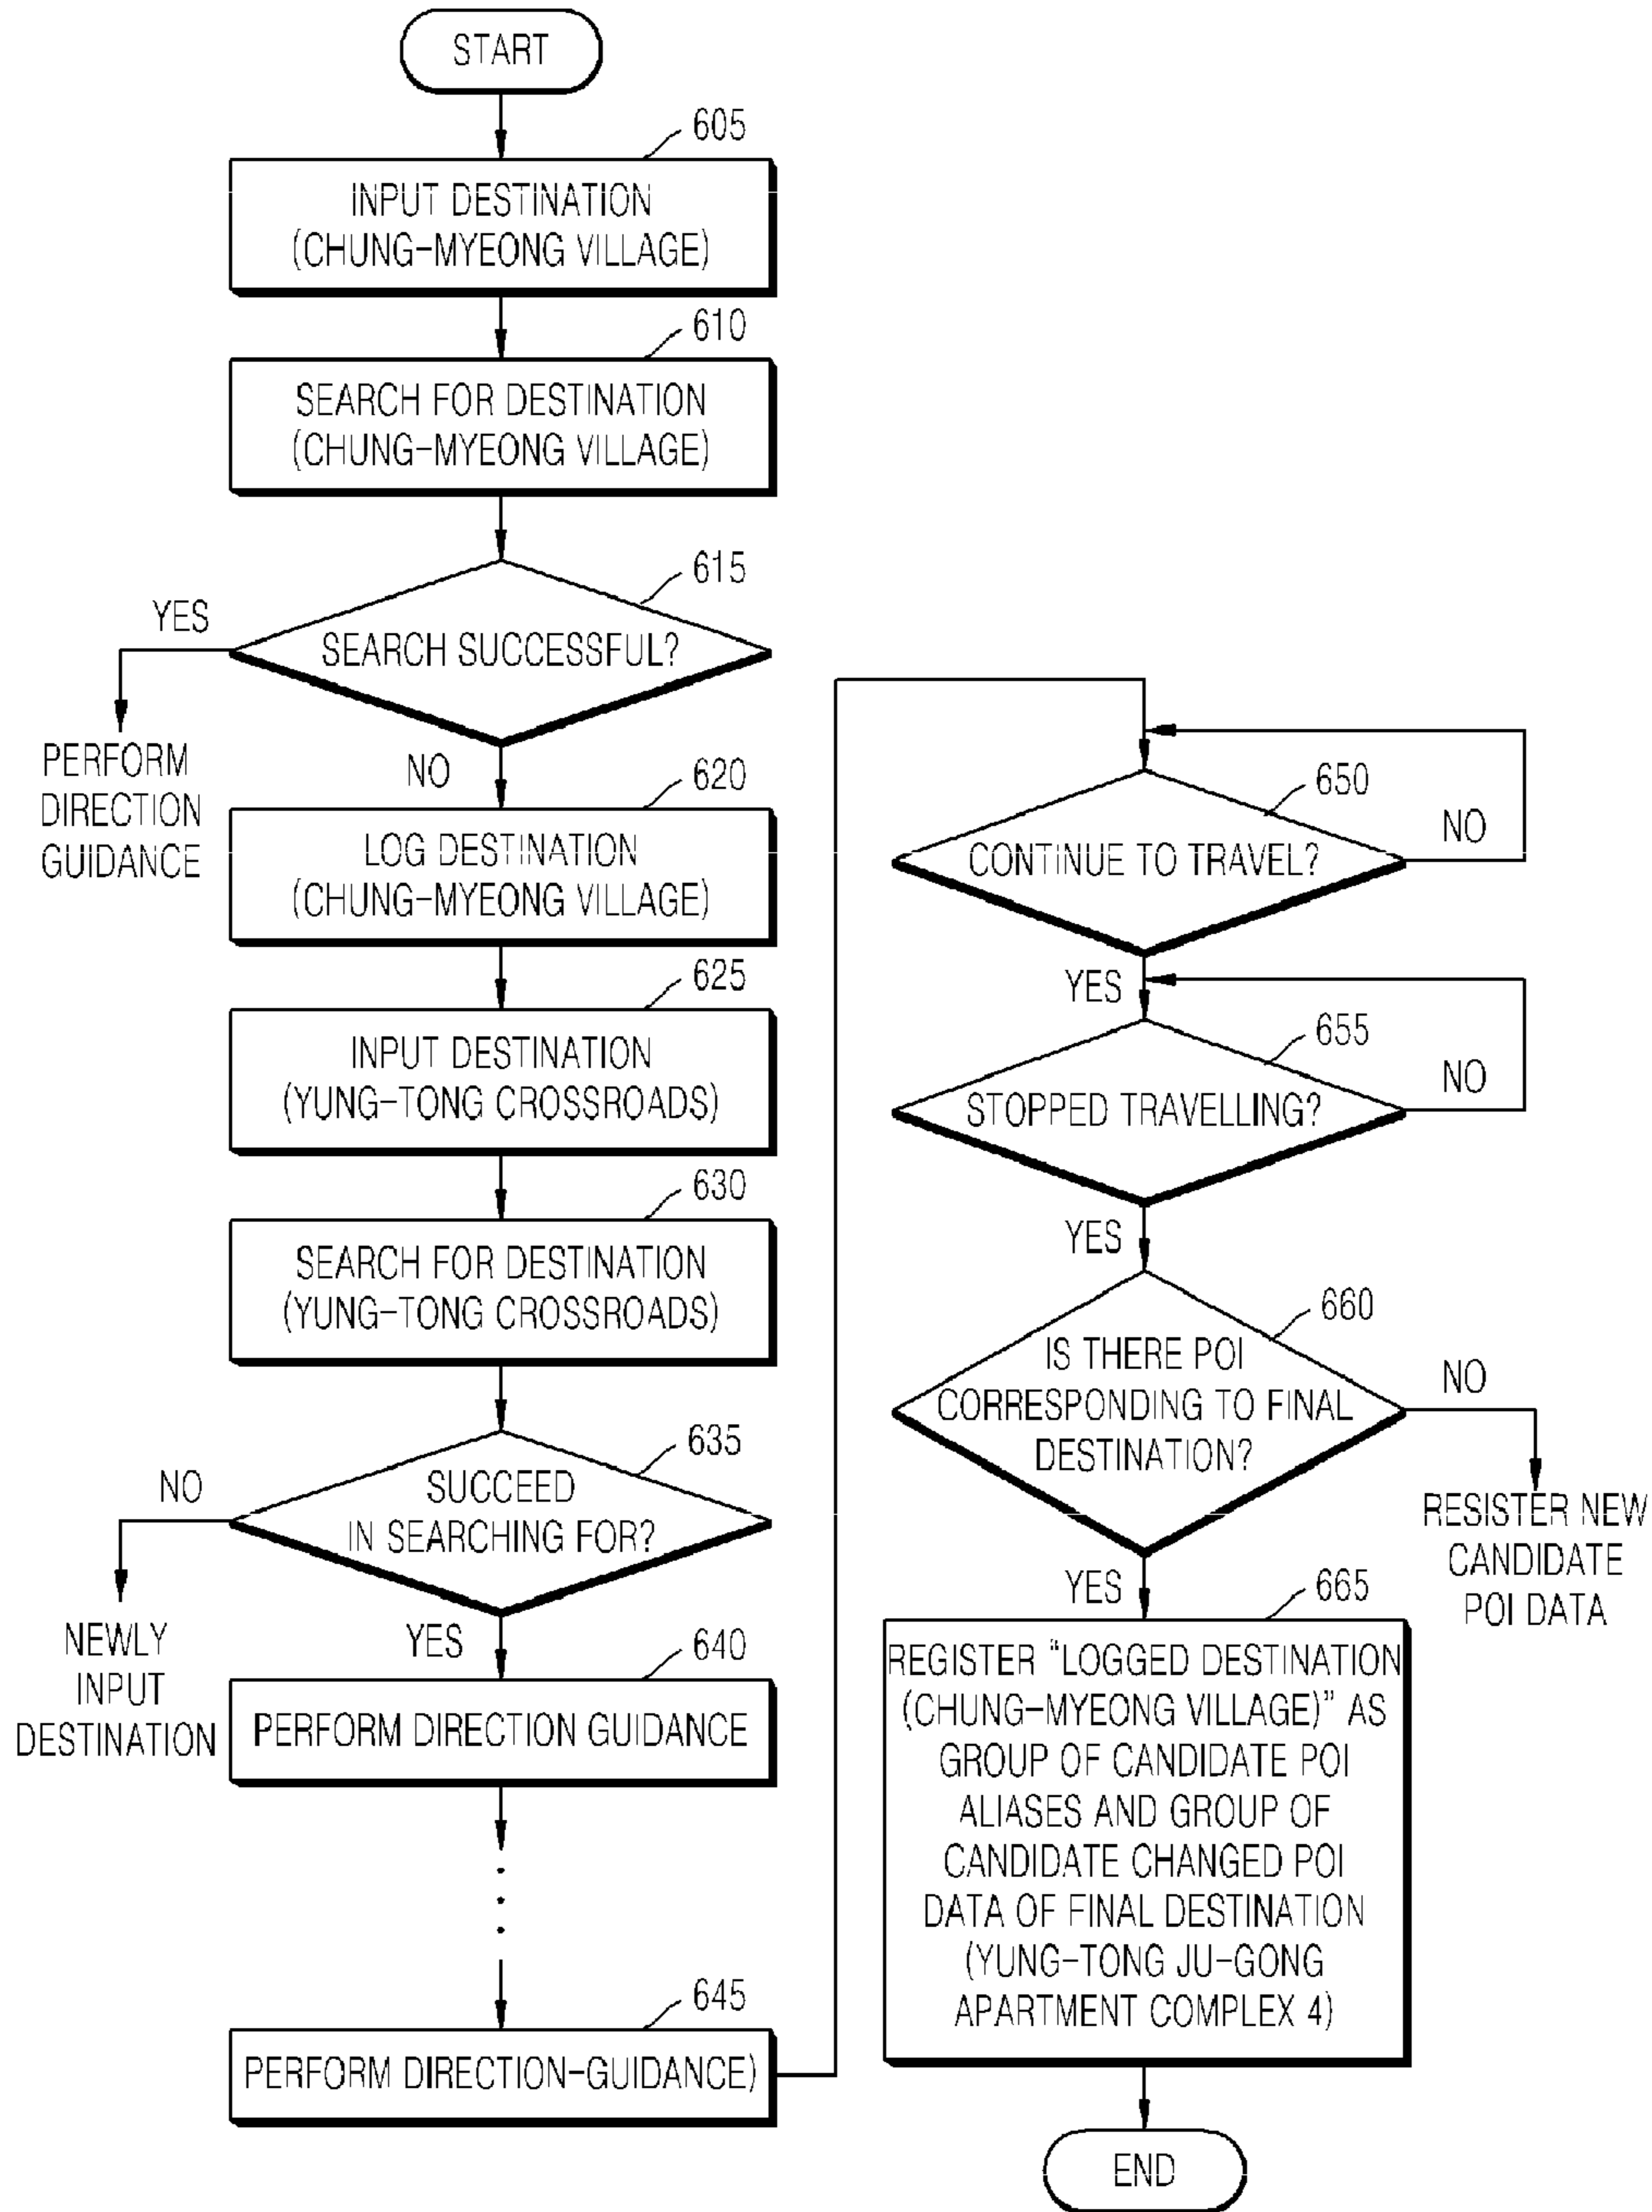 START
605
INPUT DESTINATION
(CHUNG-MYEONG VILLAGE)
610
SEARCH FOR DESTINATION
(CHUNG-MYEONG VILLAGE)
615
YES
SEARCH SUCCESSFUL?
PERFORM
DIRECTION
GUIDANCE
NO
620
LOG DESTINATION
(CHUNG-MYEONG VILLAGE)
625
INPUT DESTINATION
(YUNG-TONG CROSSROADS)
630
SEARCH FOR DESTINATION
(YUNG-TONG CROSSROADS)
635
NO
SUCCEED
IN SEARCHING FOR?
NEWLY
INPUT
DESTINATION
YES
640
PERFORM DIRECTION GUIDANCE
645
PERFORM DIRECTION-GUIDANCE)
650
CONTINUE TO TRAVEL?
NO
YES
655
STOPPED TRAVELLING?
NO
YES
660
IS THERE POI
CORRESPONDING TO FINAL
DESTINATION?
NO
RESISTER NEW
CANDIDATE
POI DATA
YES
665
REGISTER "LOGGED DESTINATION
(CHUNG-MYEONG VILLAGE)" AS
GROUP OF CANDIDATE POI
ALIASES AND GROUP OF
CANDIDATE CHANGED POI
DATA OF FINAL DESTINATION
(YUNG-TONG JU-GONG
APARTMENT COMPLEX 4)
END